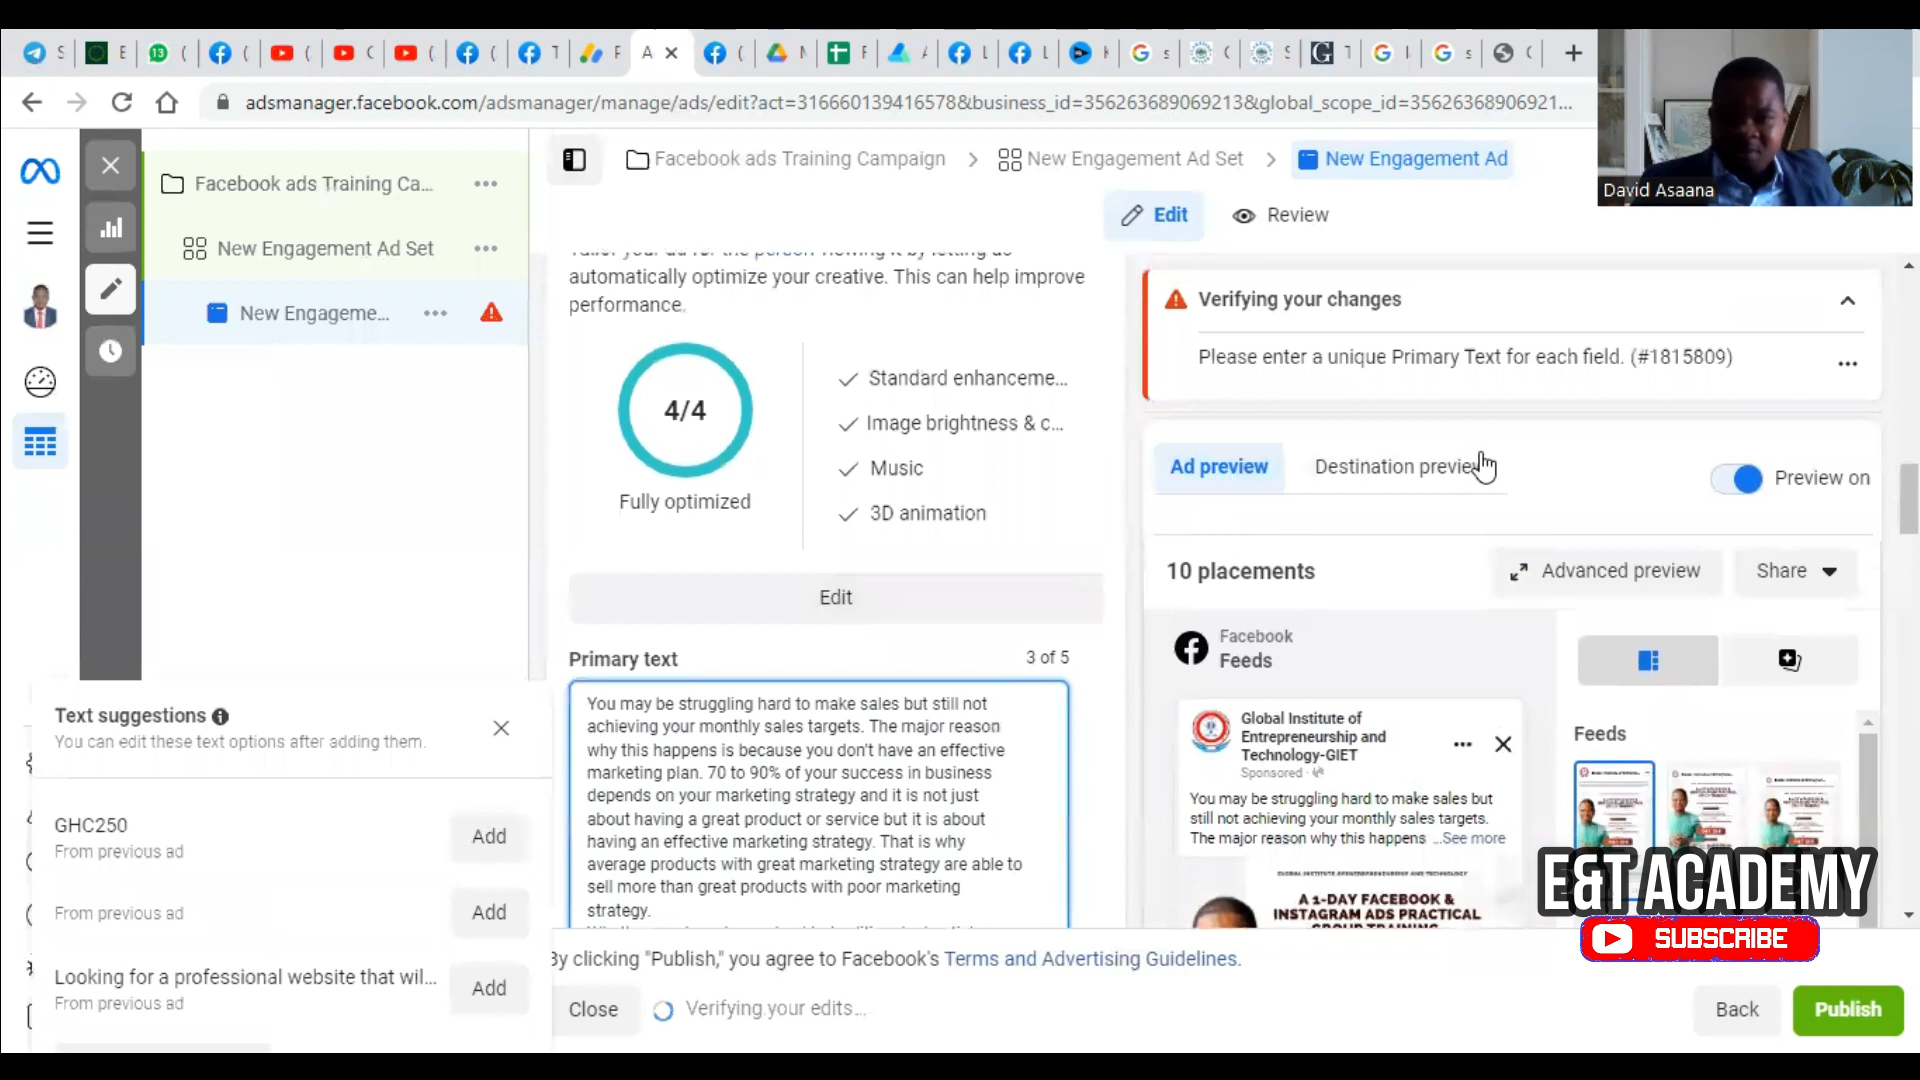 adsmanager.facebook.com/adsmanager/manage/ads/edit?act=316660139416578&business_id=356263689069213&global_scope_id=35626368906921...
David Asaana
Facebook ads Training Ca...
New Engagement Ad Set
New Engageme...
Facebook ads Training Campaign
New Engagement Ad Set
New Engagement Ad
Edit
Review
automatically optimize your creative. This can help improve
performance.
4/4
Fully optimized
Standard enhanceme...
Image brightness & c...
Music
3D animation
Edit
Primary text
3 of 5
You may be struggling hard to make sales but still not
achieving your monthly sales targets. The major reason
why this happens is because you don't have an effective
marketing plan. 70 to 90% of your success in business
depends on your marketing strategy and it is not just
about having a great product or service but it is about
having an effective marketing strategy. That is why
average products with great marketing strategy are able to
sell more than great products with poor marketing
strategy.
Text suggestions
You can edit these text options after adding them.
GHC250
From previous ad
Add
From previous ad
Add
Looking for a professional website that wil...
From previous ad
Add
Verifying your changes
Please enter a unique Primary Text for each field. (#1815809)
Ad preview
Destination preview
Preview on
10 placements
Advanced preview
Share
Facebook
Feeds
Global Institute of
Entrepreneurship and
Technology-GIET
Sponsored
You may be struggling hard to make sales but
still not achieving your monthly sales targets.
The major reason why this happens ...See more
GLOBAL INSTITUTE OF ENTREPRENEURSHIP AND TECHNOLOGY
A 1-DAY FACEBOOK &
INSTAGRAM ADS PRACTICAL
GROUP TRAINING
Feeds
E&T ACADEMY
SUBSCRIBE
By clicking "Publish," you agree to Facebook's Terms and Advertising Guidelines.
Close
Verifying your edits...
Back
Publish